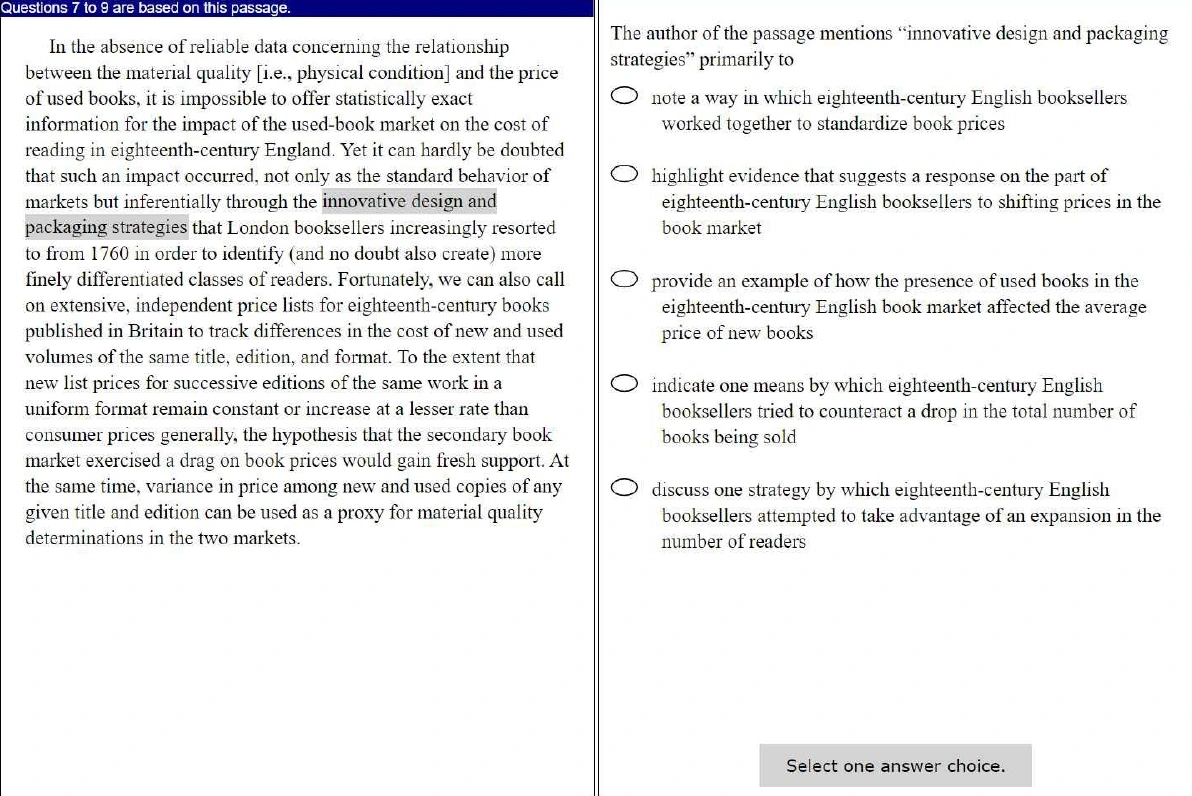 Questions 7 to 9 are based on this passage.
In the absence of reliable data concerning the relationship
between the material quality [i.e., physical condition] and the price
of used books, it is impossible to offer statistically exact
information for the impact of the used-book market on the cost of
reading in eighteenth-century England. Yet it can hardly be doubted
that such an impact occurred, not only as the standard behavior of
markets but inferentially through the innovative design and
packaging strategies that London booksellers increasingly resorted
to from 1760 in order to identify (and no doubt also create) more
finely differentiated classes of readers. Fortunately, we can also call
on extensive, independent price lists for eighteenth-century books
published in Britain to track differences in the cost of new and used
volumes of the same title, edition, and format. To the extent that
new list prices for successive editions of the same work in a
uniform format remain constant or increase at a lesser rate than
consumer prices generally, the hypothesis that the secondary book
market exercised a drag on book prices would gain fresh support. At
the same time, variance in price among new and used copies of any
given title and edition can be used as a proxy for material quality
determinations in the two markets.
The author of the passage mentions “innovative design and packaging
strategies” primarily to
note a way in which eighteenth-century English booksellers
worked together to standardize book prices
highlight evidence that suggests a response on the part of
eighteenth-century English booksellers to shifting prices in the
book market
provide an example of how the presence of used books in the
eighteenth-century English book market affected the average
price of new books
indicate one means by which eighteenth-century English
booksellers tried to counteract a drop in the total number of
books being sold
discuss one strategy by which eighteenth-century English
booksellers attempted to take advantage of an expansion in the
number of readers
Select one answer choice.